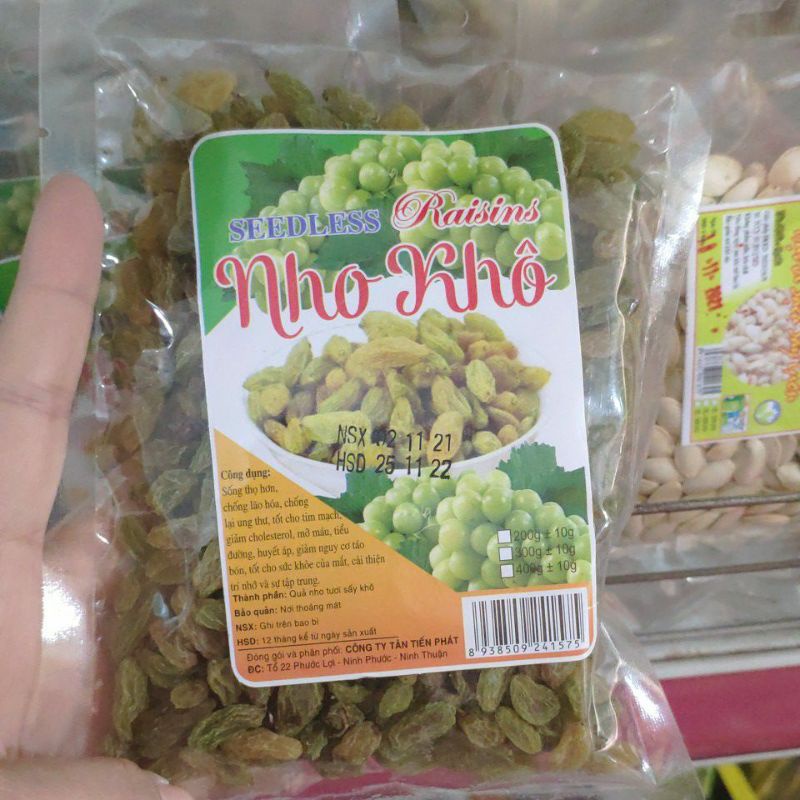 SEEDLESS Raisins
Nho Khô
NSX 02 11 21
HSD 25 11 22
Công dụng:
Sống thọ hơn,
chống lão hóa, chống
lại ung thư, tốt cho tim mạch,
giảm cholesterol, mỡ máu, tiểu
đường, huyết áp, giảm nguy cơ táo
bón, tốt cho sức khỏe của mắt, cải thiện
trí nhớ và sự tập trung.
Thành phần: Quả nho tươi sấy khô
Bảo quản: Nơi thoáng mát
NSX: Ghi trên bao bì
HSD: 12 tháng kể từ ngày sản xuất
Đóng gói và phân phối: CÔNG TY TÂN TIẾN PHÁT
ĐC: Tổ 22 Phước Lợi - Ninh Phước - Ninh Thuận
200g ± 10g
300g ± 10g
400g ± 10g
8 938509 241575